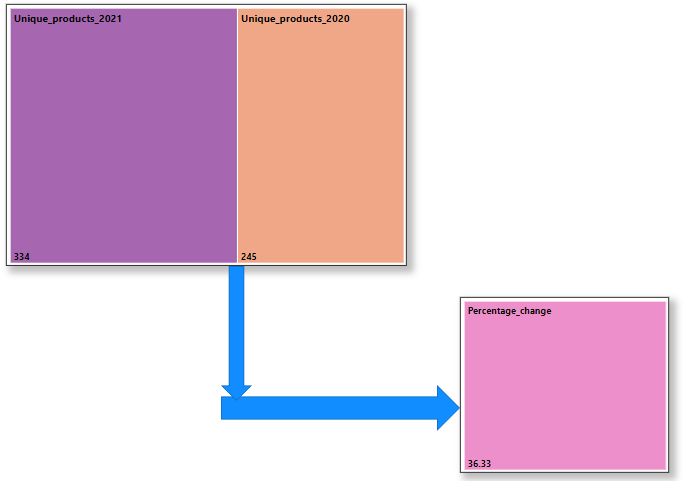 Unique_products_2021
Unique_products_2020
334
245
Percentage_change
36.33